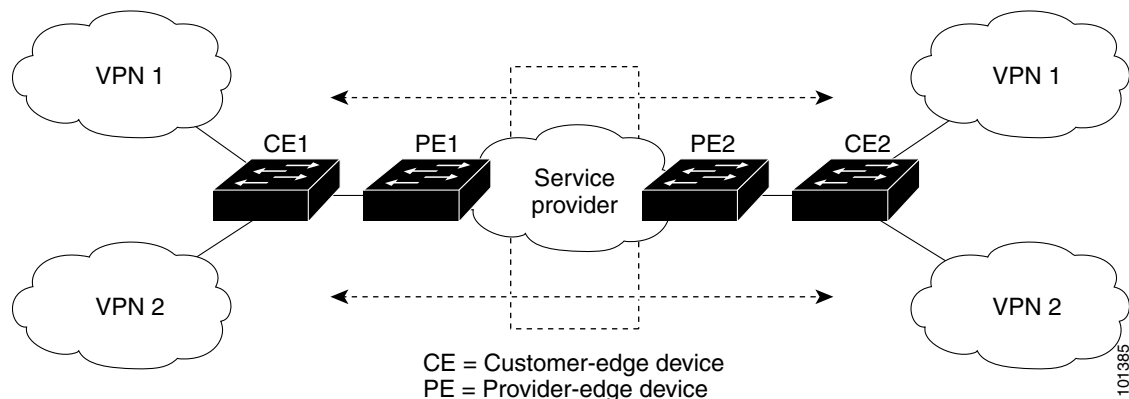 VPN 1
VPN 1
CE1
PE1
PE2
CE2
Service
provider
VPN 2
VPN 2
CE = Customer-edge device
PE = Provider-edge device
101385